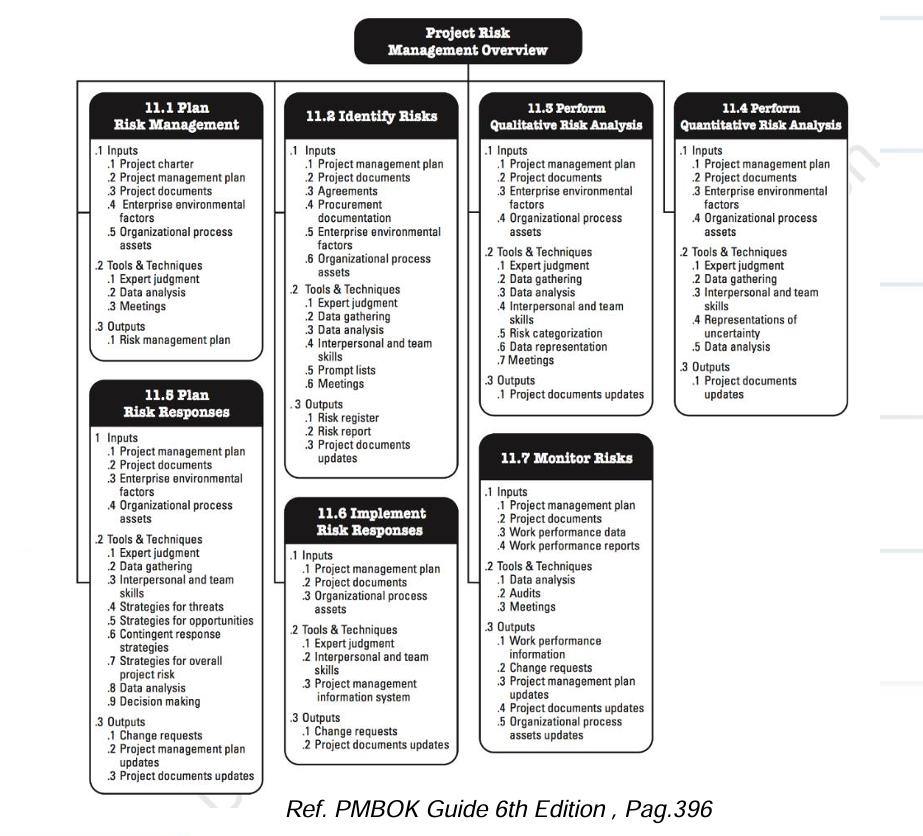 Project Risk
Management Overview
11.1 Plan
Risk Management
.1 Inputs
.1 Project charter
.2 Project management plan
.3 Project documents
.4 Enterprise environmental
factors
.5 Organizational process
assets
.2 Tools & Techniques
.1 Expert judgment
.2 Data analysis
.3 Meetings
.3 Outputs
.1 Risk management plan
11.2 Identify Risks
.1 Inputs
.1 Project management plan
.2 Project documents
.3 Agreements
.4 Procurement
documentation
.5 Enterprise environmental
factors
.6 Organizational process
assets
.2 Tools & Techniques
.1 Expert judgment
.2 Data gathering
.3 Data analysis
.4 Interpersonal and team
skills
.5 Prompt lists
.6 Meetings
.3 Outputs
.1 Risk register
.2 Risk report
.3 Project documents
updates
11.3 Perform
Qualitative Risk Analysis
.1 Inputs
.1 Project management plan
.2 Project documents
.3 Enterprise environmental
factors
.4 Organizational process
assets
.2 Tools & Techniques
.1 Expert judgment
.2 Data gathering
.3 Data analysis
.4 Interpersonal and team
skills
.5 Risk categorization
.6 Data representation
.7 Meetings
.3 Outputs
.1 Project documents updates
11.4 Perform
Quantitative Risk Analysis
.1 Inputs
.1 Project management plan
.2 Project documents
.3 Enterprise environmental
factors
.4 Organizational process
assets
.2 Tools & Techniques
.1 Expert judgment
.2 Data gathering
.3 Interpersonal and team
skills
.4 Representations of
uncertainty
.5 Data analysis
.3 Outputs
.1 Project documents
updates
11.5 Plan
Risk Responses
1 Inputs
.1 Project management plan
.2 Project documents
.3 Enterprise environmental
factors
.4 Organizational process
assets
.2 Tools & Techniques
.1 Expert judgment
.2 Data gathering
.3 Interpersonal and team
skills
.4 Strategies for threats
.5 Strategies for opportunities
.6 Contingent response
strategies
.7 Strategies for overall
project risk
.8 Data analysis
.9 Decision making
.3 Outputs
.1 Change requests
.2 Project management plan
updates
.3 Project documents updates
11.6 Implement
Risk Responses
.1 Inputs
.1 Project management plan
.2 Project documents
.3 Organizational process
assets
.2 Tools & Techniques
.1 Expert judgment
.2 Interpersonal and team
skills
.3 Project management
information system
.3 Outputs
.1 Change requests
.2 Project documents updates
11.7 Monitor Risks
.1 Inputs
.1 Project management plan
.2 Project documents
.3 Work performance data
.4 Work performance reports
.2 Tools & Techniques
.1 Data analysis
.2 Audits
.3 Meetings
.3 Outputs
.1 Work performance
information
.2 Change requests
.3 Project management plan
updates
.4 Project documents updates
.5 Organizational process
assets updates
Ref. PMBOK Guide 6th Edition , Pag.396